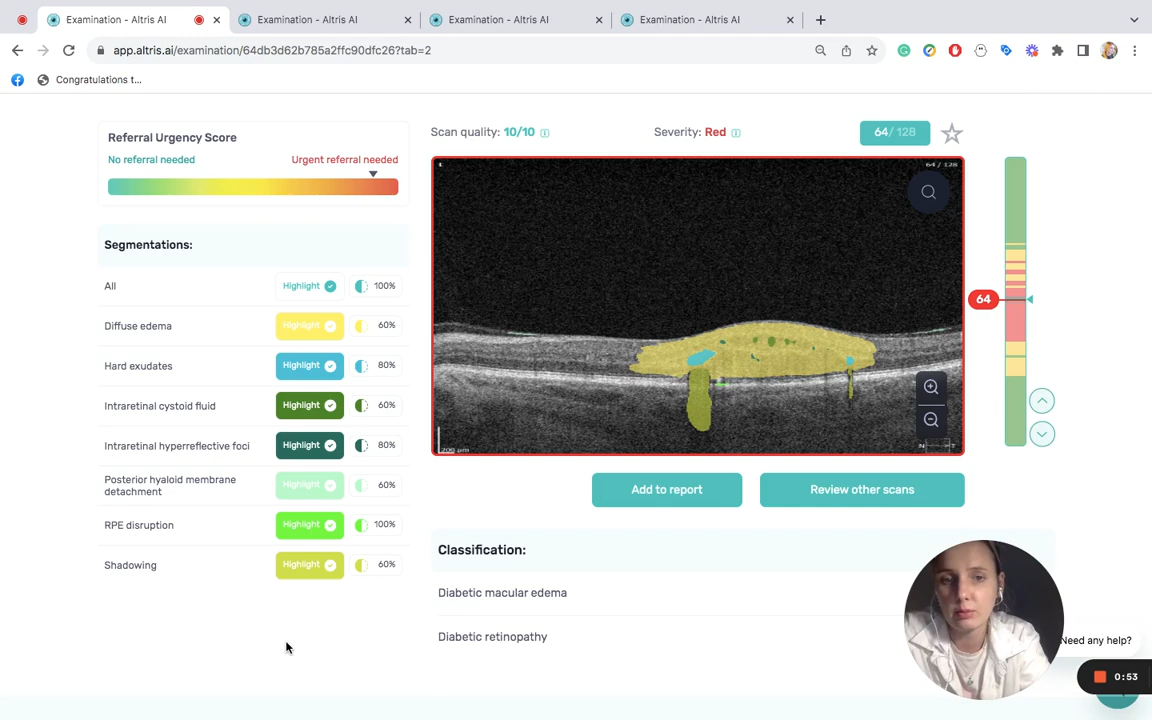 Examination - Altris AI
Examination - Altris AI
Examination - Altris AI
Examination - Altris AI
app.altris.ai/examination/64db3d62b785a2ffc90dfc26?tab=2
Congratulations t...
Referral Urgency Score
No referral needed
Urgent referral needed
Scan quality: 10/10
Severity: Red
64/ 128
64 / 128
Segmentations:
All
Highlight
100%
Diffuse edema
Highlight
60%
Hard exudates
Highlight
80%
Intraretinal cystoid fluid
Highlight
60%
Intraretinal hyperreflective foci
Highlight
80%
Posterior hyaloid membrane
detachment
Highlight
60%
RPE disruption
Highlight
100%
Shadowing
Highlight
60%
64
200 µm
N
T
Add to report
Review other scans
Classification:
Diabetic macular edema
Diabetic retinopathy
Need any help?
0:53